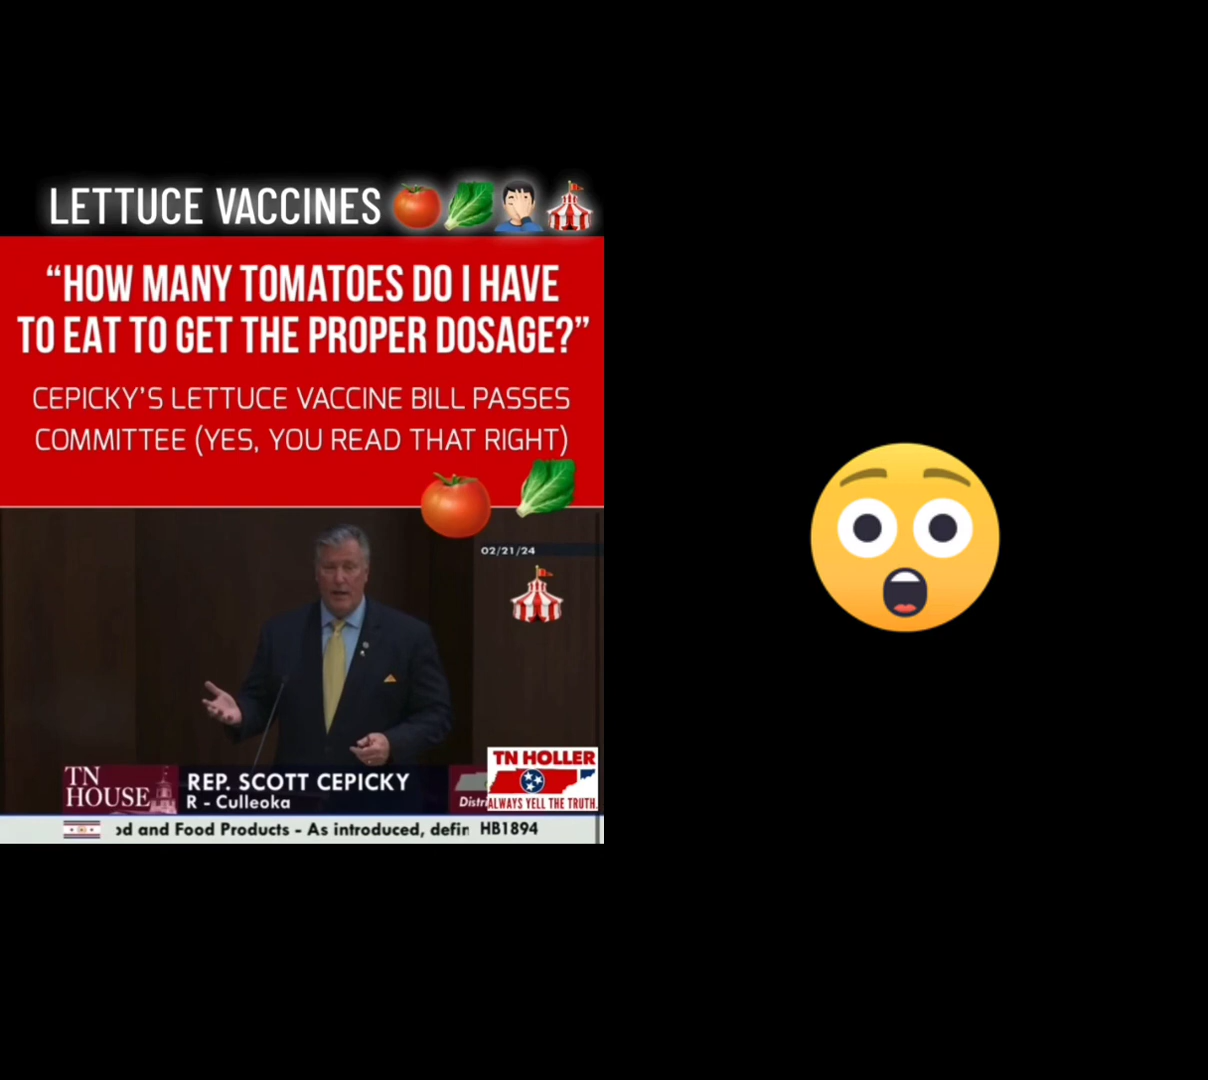 LETTUCE VACCINES
“HOW MANY TOMATOES DO I HAVE
TO EAT TO GET THE PROPER DOSAGE?”
CEPICKY’S LETTUCE VACCINE BILL PASSES
COMMITTEE (YES, YOU READ THAT RIGHT)
02/21/24
TN HOLLER
ALWAYS YELL THE TRUTH.
TN
HOUSE
REP. SCOTT CEPICKY
R - Culleoka
Distri
od and Food Products - As introduced, defin HB1894